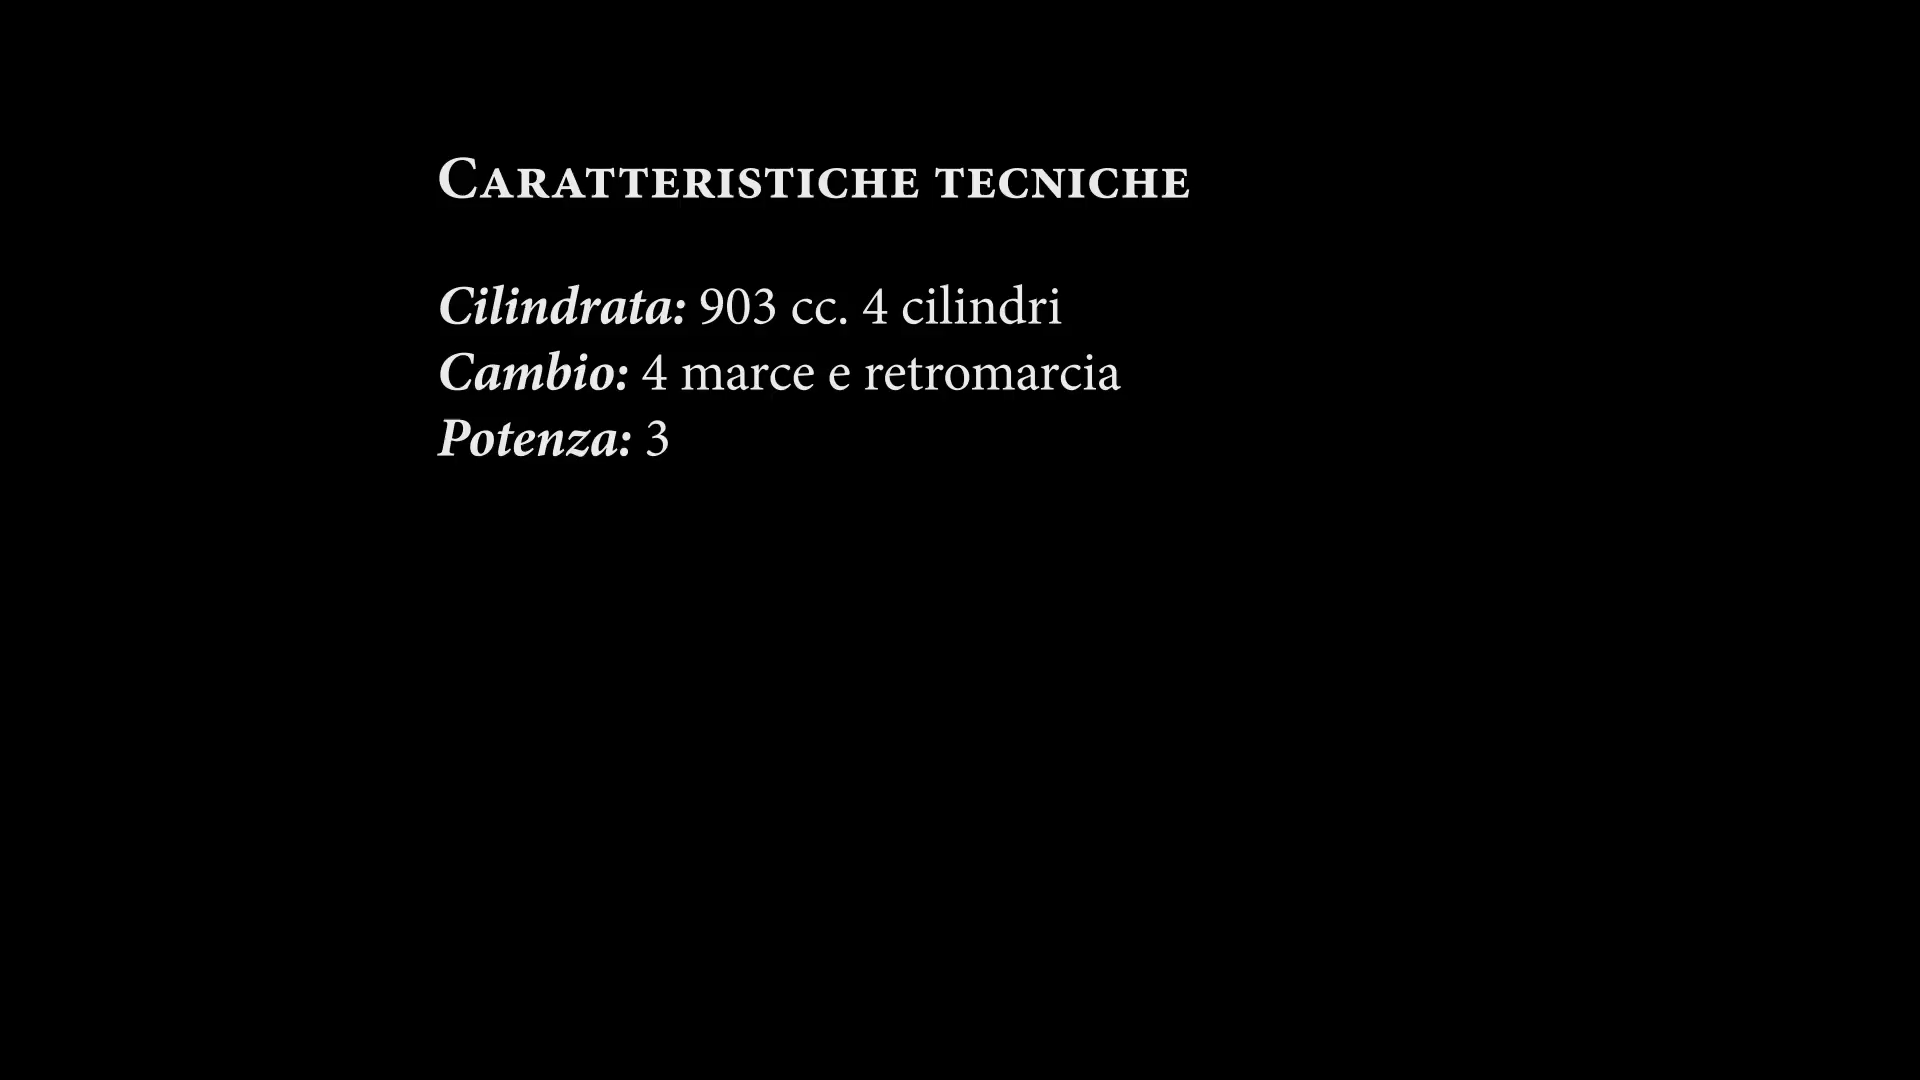 Caratteristiche tecniche
Cilindrata: 903 cc. 4 cilindri
Cambio: 4 marce e retromarcia
Potenza: 3